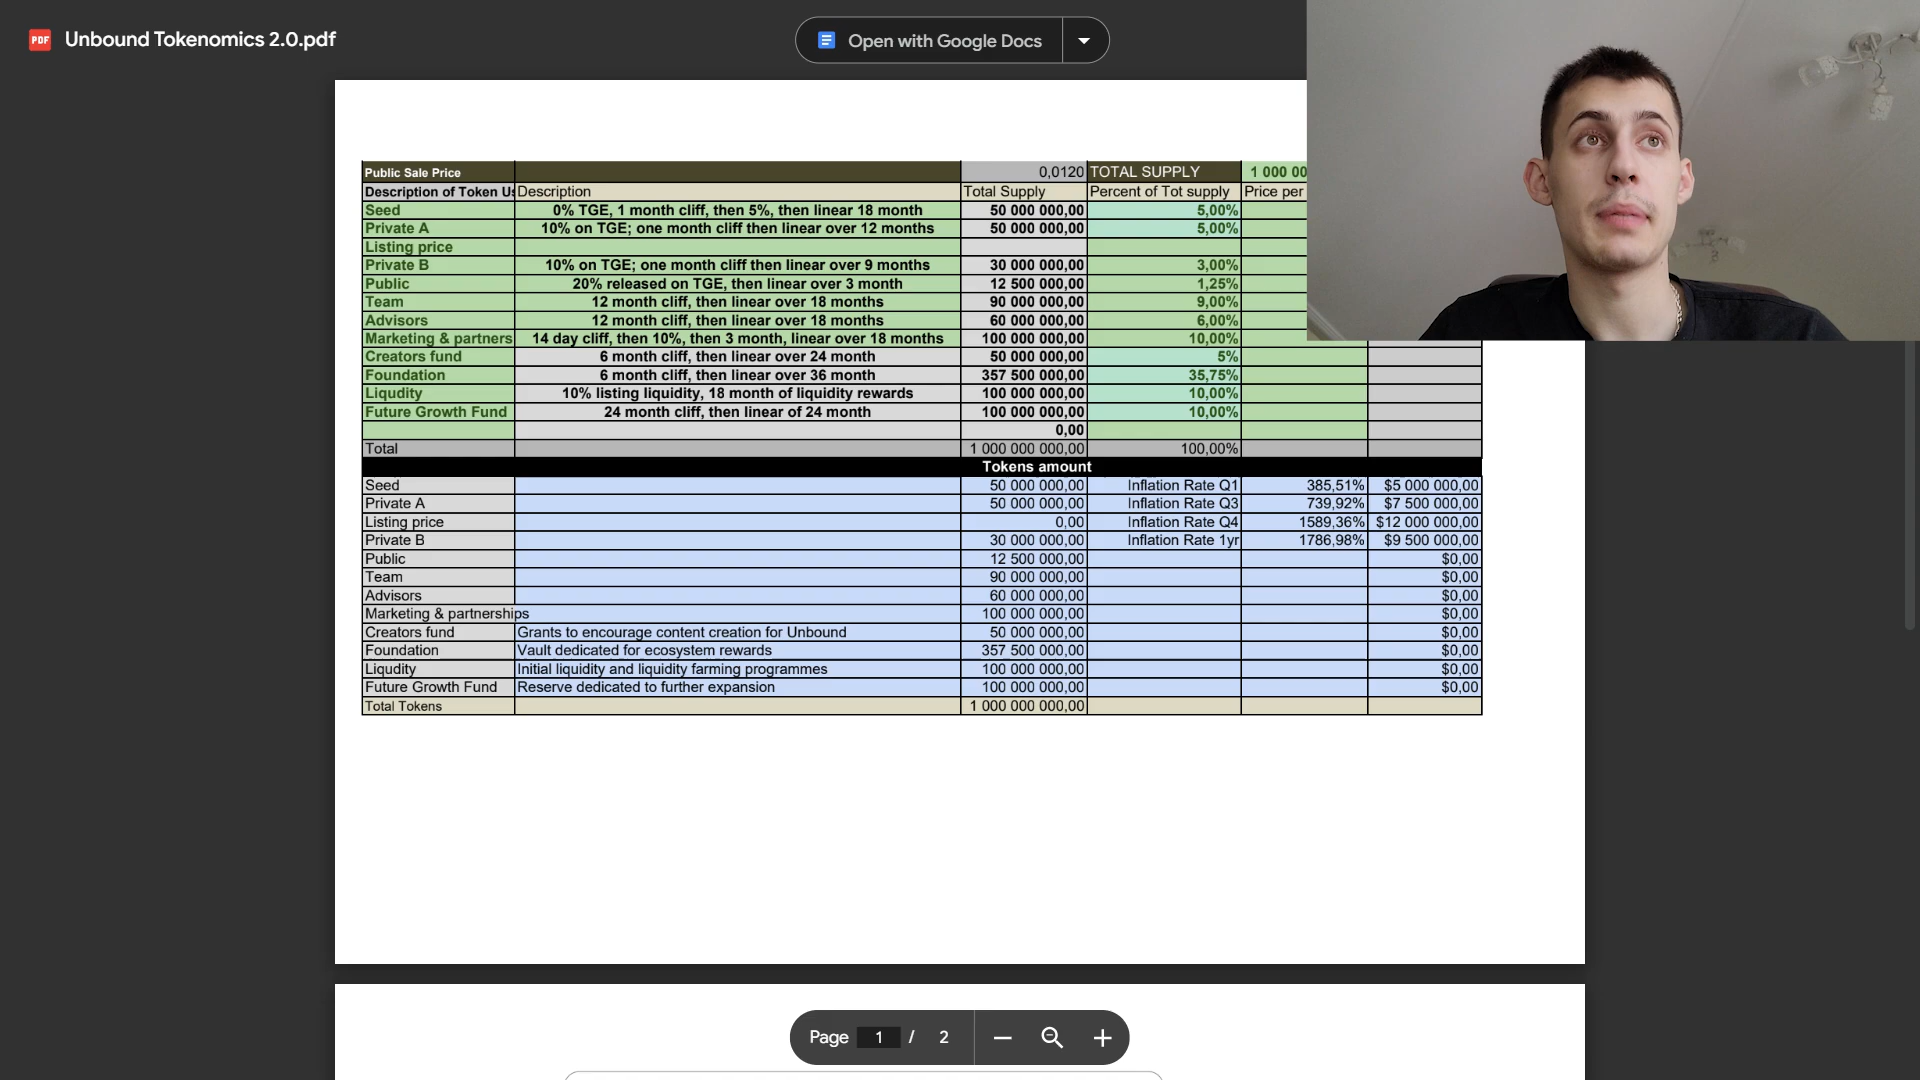 PDF Unbound Tokenomics 2.0.pdf
Open with Google Docs
Public Sale Price 0,0120 TOTAL SUPPLY 1 000 00
Description of Token Us Description Total Supply Percent of Tot supply Price per
Seed 0% TGE, 1 month cliff, then 5%, then linear 18 month 50 000 000,00 5,00%
Private A 10% on TGE; one month cliff then linear over 12 months 50 000 000,00 5,00%
Listing price
Private B 10% on TGE; one month cliff then linear over 9 months 30 000 000,00 3,00%
Public 20% released on TGE, then linear over 3 month 12 500 000,00 1,25%
Team 12 month cliff, then linear over 18 months 90 000 000,00 9,00%
Advisors 12 month cliff, then linear over 18 months 60 000 000,00 6,00%
Marketing & partners 14 day cliff, then 10%, then 3 month, linear over 18 months 100 000 000,00 10,00%
Creators fund 6 month cliff, then linear over 24 month 50 000 000,00 5%
Foundation 6 month cliff, then linear over 36 month 357 500 000,00 35,75%
Liqudity 10% listing liquidity, 18 month of liquidity rewards 100 000 000,00 10,00%
Future Growth Fund 24 month cliff, then linear of 24 month 100 000 000,00 10,00%
0,00
Total 1 000 000 000,00 100,00%
Tokens amount
Seed 50 000 000,00 Inflation Rate Q1 385,51% $5 000 000,00
Private A 50 000 000,00 Inflation Rate Q3 739,92% $7 500 000,00
Listing price 0,00 Inflation Rate Q4 1589,36% $12 000 000,00
Private B 30 000 000,00 Inflation Rate 1yr 1786,98% $9 500 000,00
Public 12 500 000,00 $0,00
Team 90 000 000,00 $0,00
Advisors 60 000 000,00 $0,00
Marketing & partnerships 100 000 000,00 $0,00
Creators fund Grants to encourage content creation for Unbound 50 000 000,00 $0,00
Foundation Vault dedicated for ecosystem rewards 357 500 000,00 $0,00
Liqudity Initial liquidity and liquidity farming programmes 100 000 000,00 $0,00
Future Growth Fund Reserve dedicated to further expansion 100 000 000,00 $0,00
Total Tokens 1 000 000 000,00
Page 1 / 2